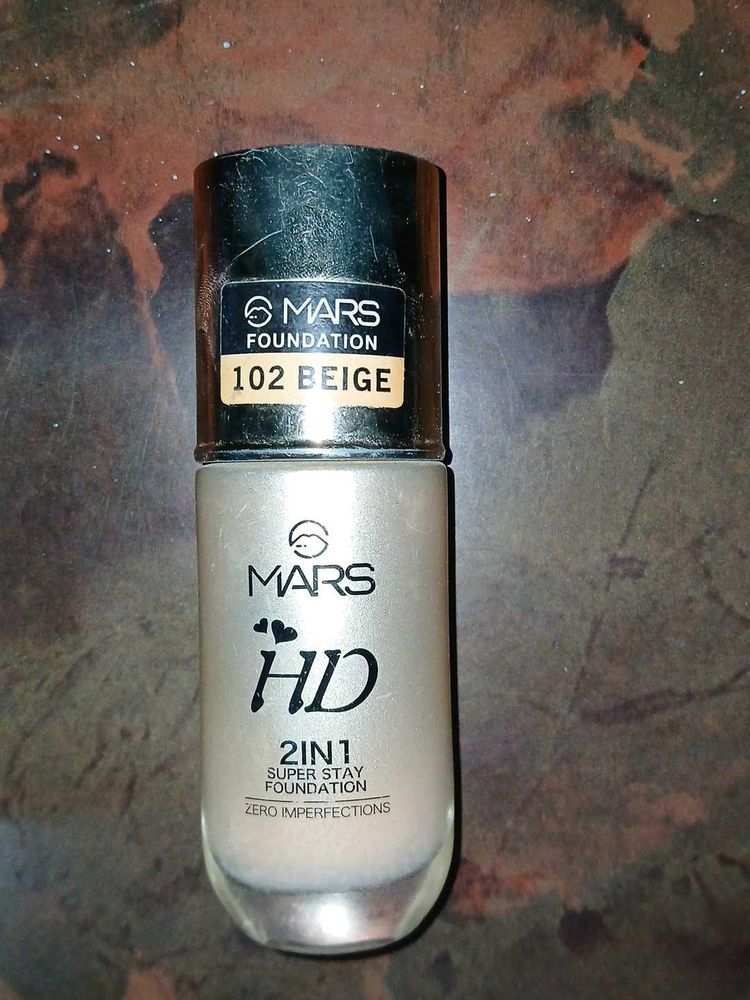 MARS
FOUNDATION
102 BEIGE
MARS
HD
2IN1
SUPER STAY
FOUNDATION
ZERO IMPERFECTIONS